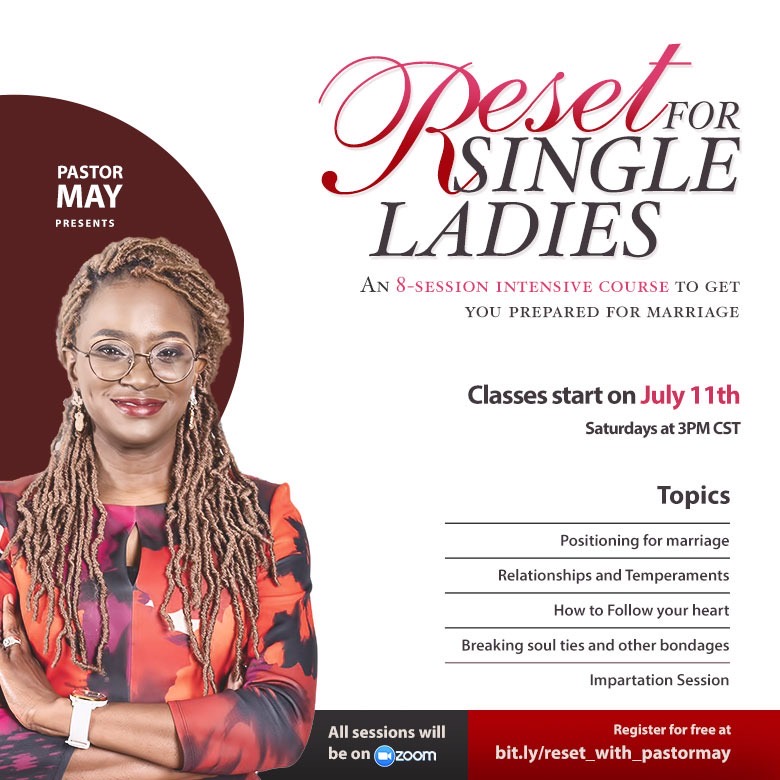 PASTOR
MAY
PRESENTS
Reset FOR
SINGLE
LADIES
AN 8-SESSION INTENSIVE COURSE TO GET
YOU PREPARED FOR MARRIAGE
Classes start on July 11th
Saturdays at 3PM CST
Topics
Positioning for marriage
Relationships and Temperaments
How to Follow your heart
Breaking soul ties and other bondages
Impartation Session
All sessions will
be on zoom
Register for free at
bit.ly/reset_with_pastormay